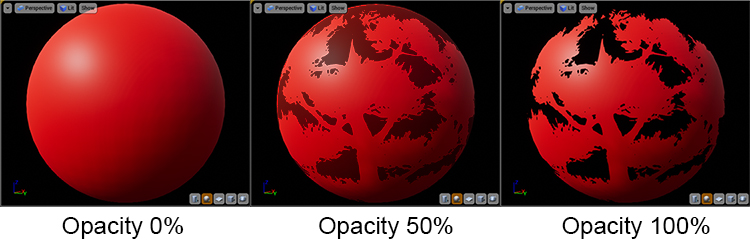 Perspective Lit Show
Perspective Lit Show
Perspective Lit Show
Opacity 0%
Opacity 50%
Opacity 100%